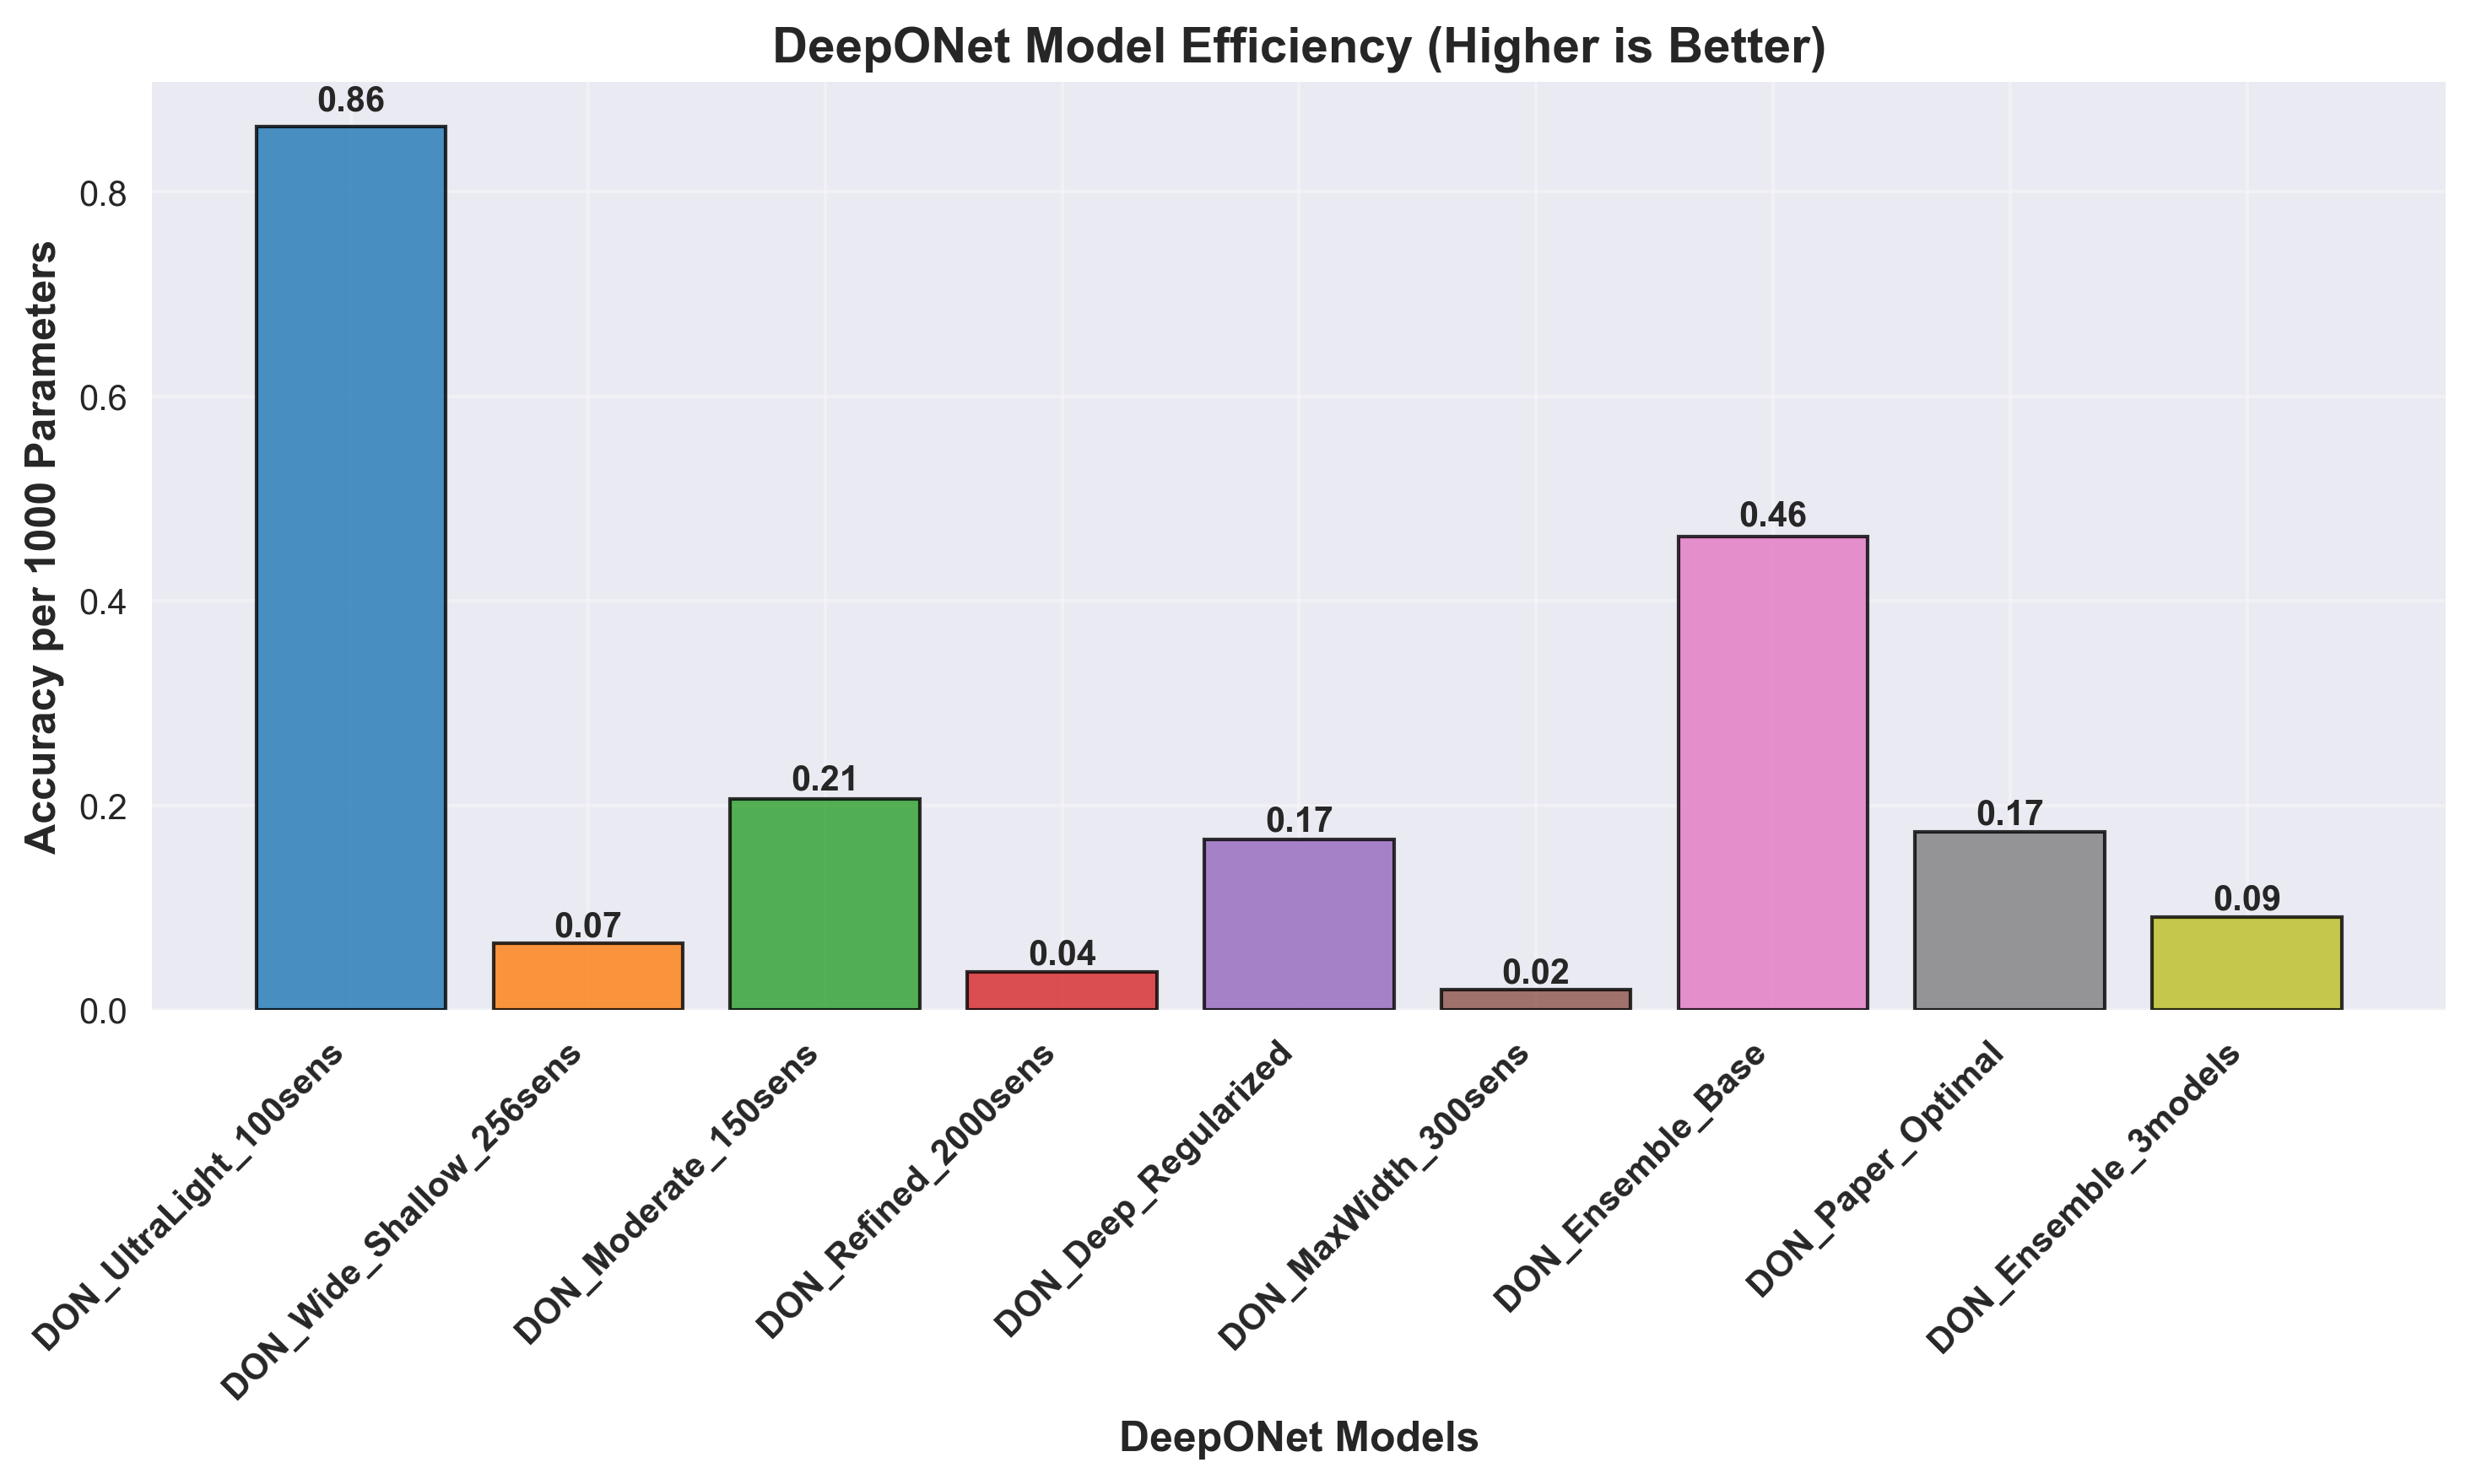 DeepONet Model Efficiency (Higher is Better)
Accuracy per 1000 Parameters
0.8
0.6
0.4
0.2
0.0
0.86
0.07
0.21
0.04
0.17
0.02
0.46
0.17
0.09
DON_UltraLight_100sens
DON_Wide_Shallow_256sens
DON_Moderate_150sens
DON_Refined_2000sens
DON_Deep_Regularized
DON_MaxWidth_300sens
DON_Ensemble_Base
DON_Paper_Optimal
DON_Ensemble_3models
DeepONet Models